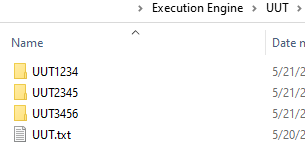 > Execution Engine > UUT
Name Date
UUT1234 5/21/2
UUT2345 5/21/2
UUT3456 5/21/2
UUT.txt 5/20/2